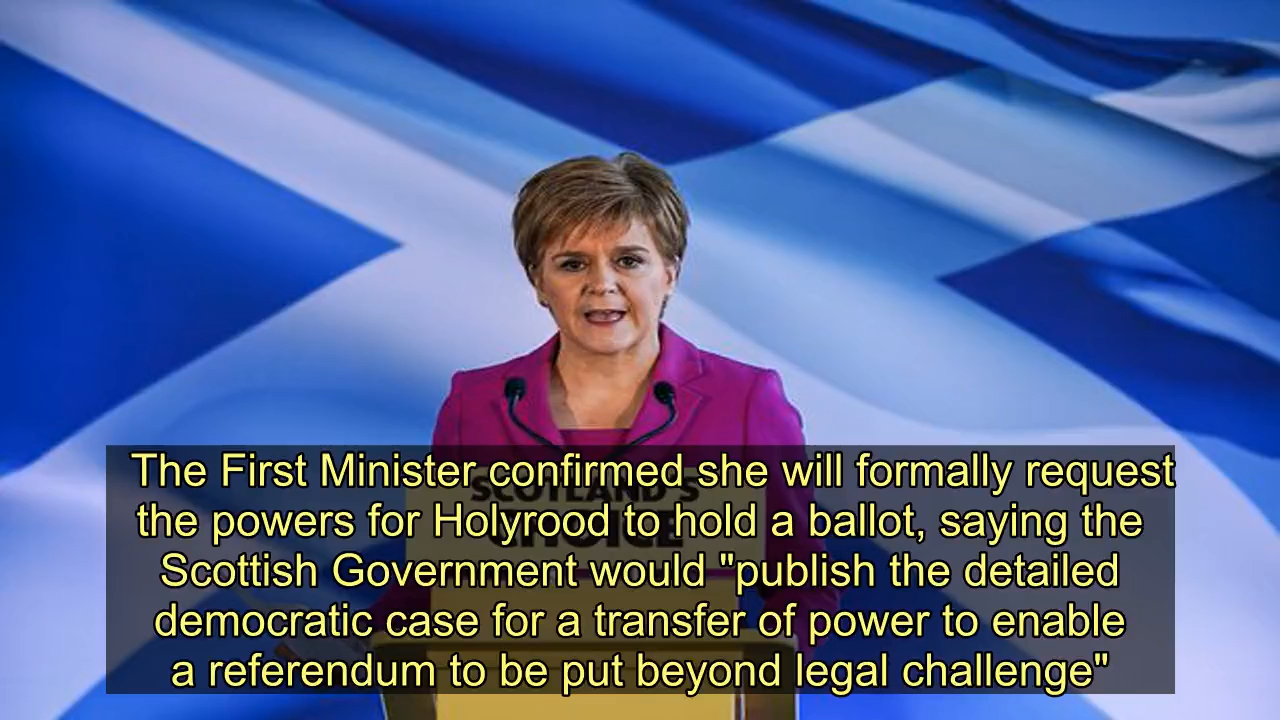 The First Minister confirmed she will formally request
the powers for Holyrood to hold a ballot, saying the
Scottish Government would "publish the detailed
democratic case for a transfer of power to enable
a referendum to be put beyond legal challenge"
SCOTLAND'S
CHOICE